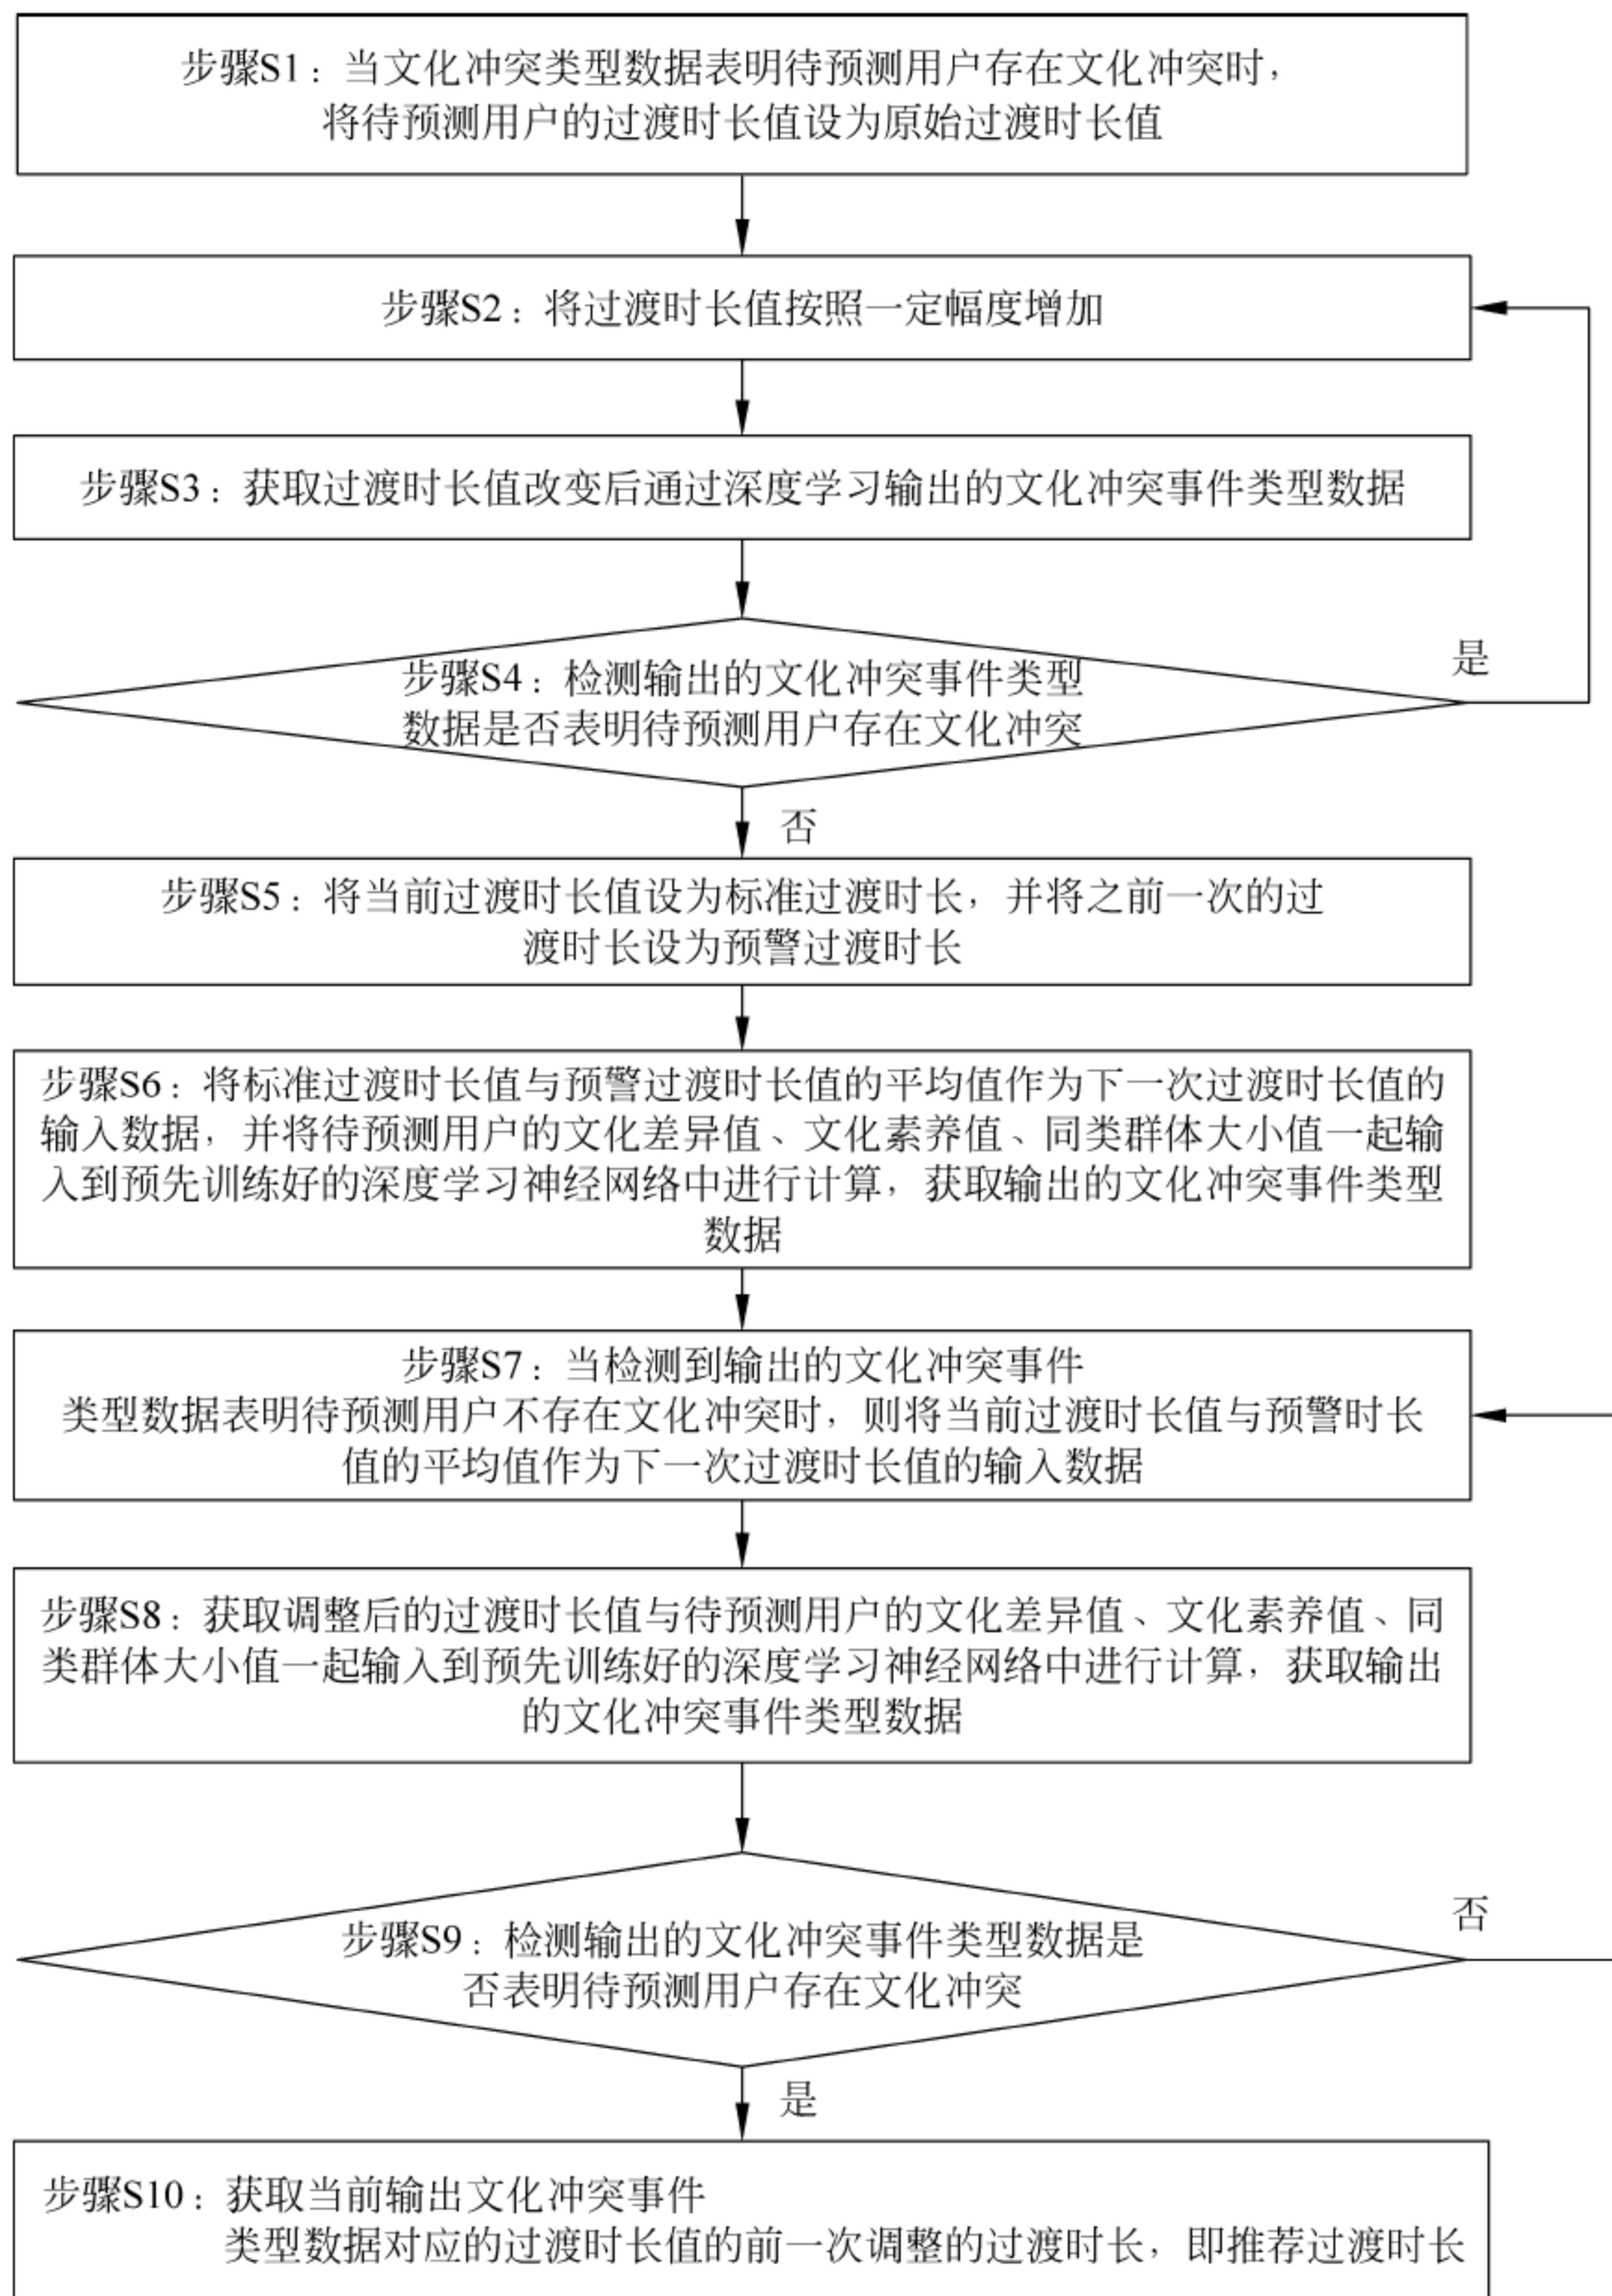 步骤S1：当文化冲突类型数据表明待预测用户存在文化冲突时，
将待预测用户的过渡时长值设为原始过渡时长值
步骤S2：将过渡时长值按照一定幅度增加
步骤S3：获取过渡时长值改变后通过深度学习输出的文化冲突事件类型数据
步骤S4：检测输出的文化冲突事件类型
数据是否表明待预测用户存在文化冲突
是
否
步骤S5：将当前过渡时长值设为标准过渡时长，并将之前一次的过
渡时长设为预警过渡时长
步骤S6：将标准过渡时长值与预警过渡时长值的平均值作为下一次过渡时长值的
输入数据，并将待预测用户的文化差异值、文化素养值、同类群体大小值一起输
入到预先训练好的深度学习神经网络中进行计算，获取输出的文化冲突事件类型
数据
步骤S7：当检测到输出的文化冲突事件
类型数据表明待预测用户不存在文化冲突时，则将当前过渡时长值与预警时长
值的平均值作为下一次过渡时长值的输入数据
步骤S8：获取调整后的过渡时长值与待预测用户的文化差异值、文化素养值、同
类群体大小值一起输入到预先训练好的深度学习神经网络中进行计算，获取输出
的文化冲突事件类型数据
步骤S9：检测输出的文化冲突事件类型数据是
否表明待预测用户存在文化冲突
否
是
步骤S10：获取当前输出文化冲突事件
类型数据对应的过渡时长值的前一次调整的过渡时长，即推荐过渡时长